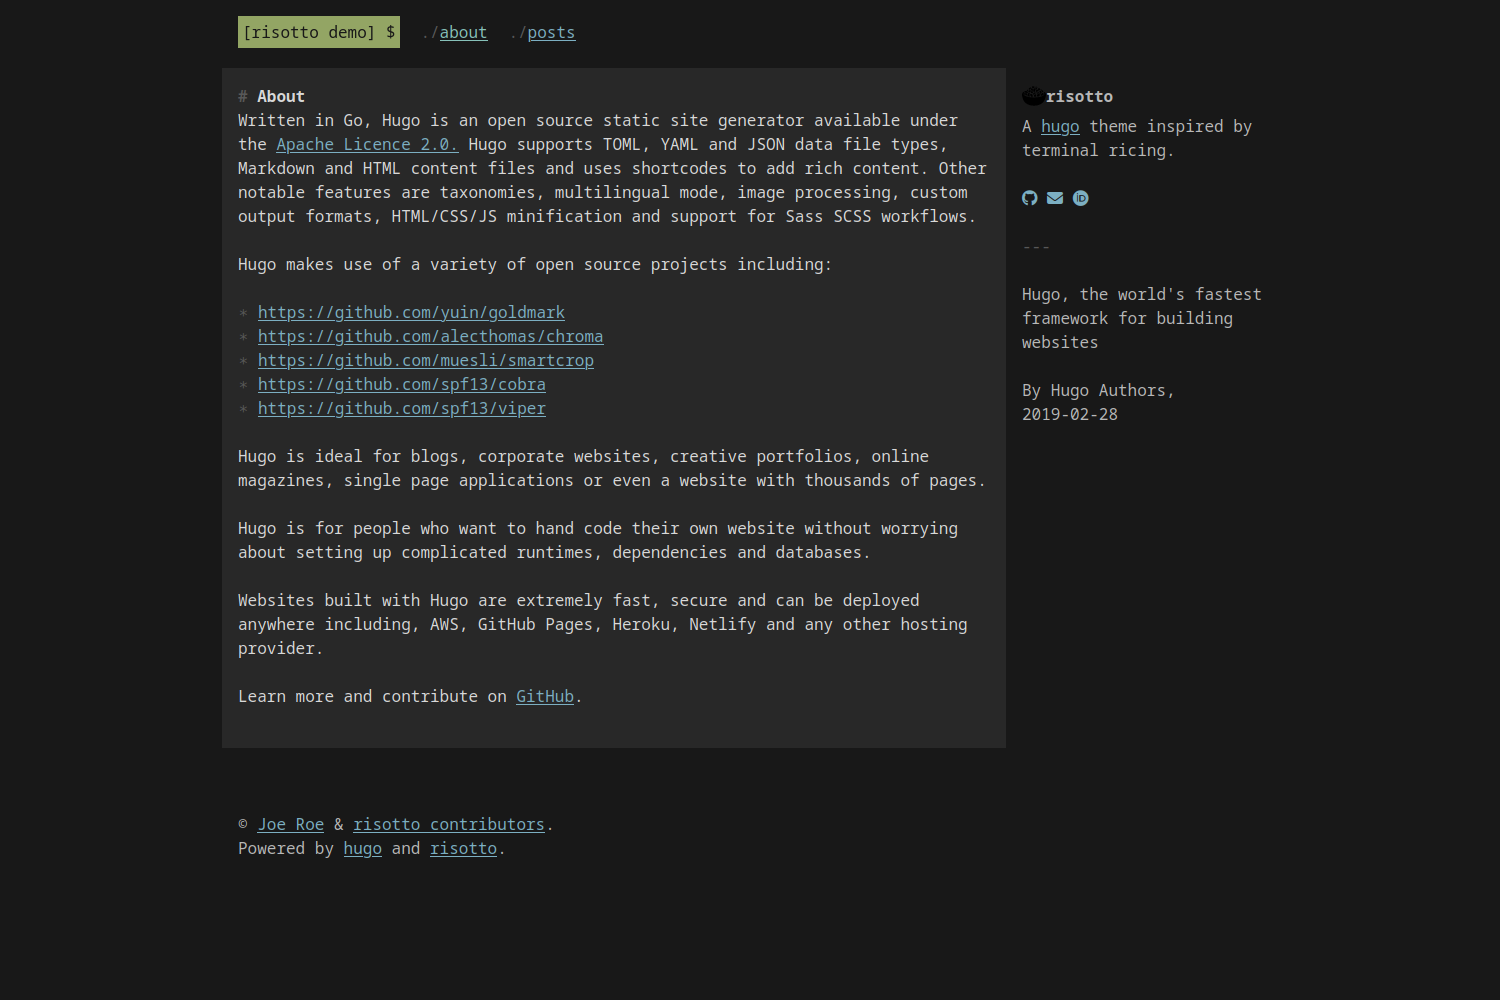 [risotto demo] $ ./about ./posts
# About
Written in Go, Hugo is an open source static site generator available under
the Apache Licence 2.0. Hugo supports TOML, YAML and JSON data file types,
Markdown and HTML content files and uses shortcodes to add rich content. Other
notable features are taxonomies, multilingual mode, image processing, custom
output formats, HTML/CSS/JS minification and support for Sass SCSS workflows.
Hugo makes use of a variety of open source projects including:
* https://github.com/yuin/goldmark
* https://github.com/alecthomas/chroma
* https://github.com/muesli/smartcrop
* https://github.com/spf13/cobra
* https://github.com/spf13/viper
Hugo is ideal for blogs, corporate websites, creative portfolios, online
magazines, single page applications or even a website with thousands of pages.
Hugo is for people who want to hand code their own website without worrying
about setting up complicated runtimes, dependencies and databases.
Websites built with Hugo are extremely fast, secure and can be deployed
anywhere including, AWS, GitHub Pages, Heroku, Netlify and any other hosting
provider.
Learn more and contribute on GitHub.
risotto
A hugo theme inspired by
terminal ricing.
---
Hugo, the world's fastest
framework for building
websites
By Hugo Authors,
2019-02-28
© Joe Roe & risotto contributors.
Powered by hugo and risotto.